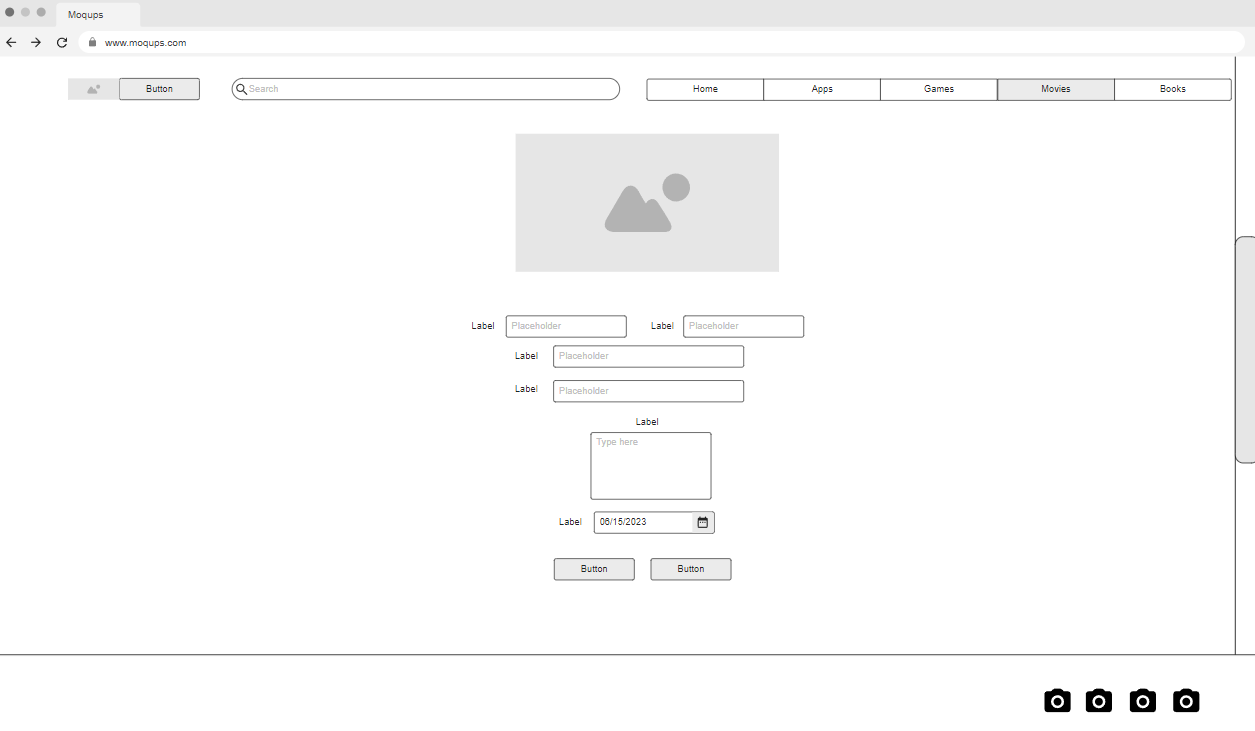 Moqups
www.moqups.com
Button
Search
Home Apps Games Movies Books
Label Placeholder Label Placeholder
Label Placeholder
Label Placeholder
Label
Type here
Label 06/15/2023
Button Button